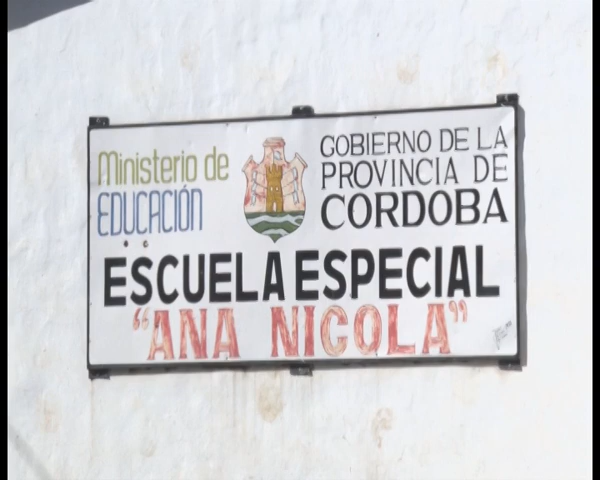 Ministerio de
EDUCACIÓN
GOBIERNO DE LA
PROVINCIA DE
CORDOBA
ESCUELA ESPECIAL
"ANA NICOLA"